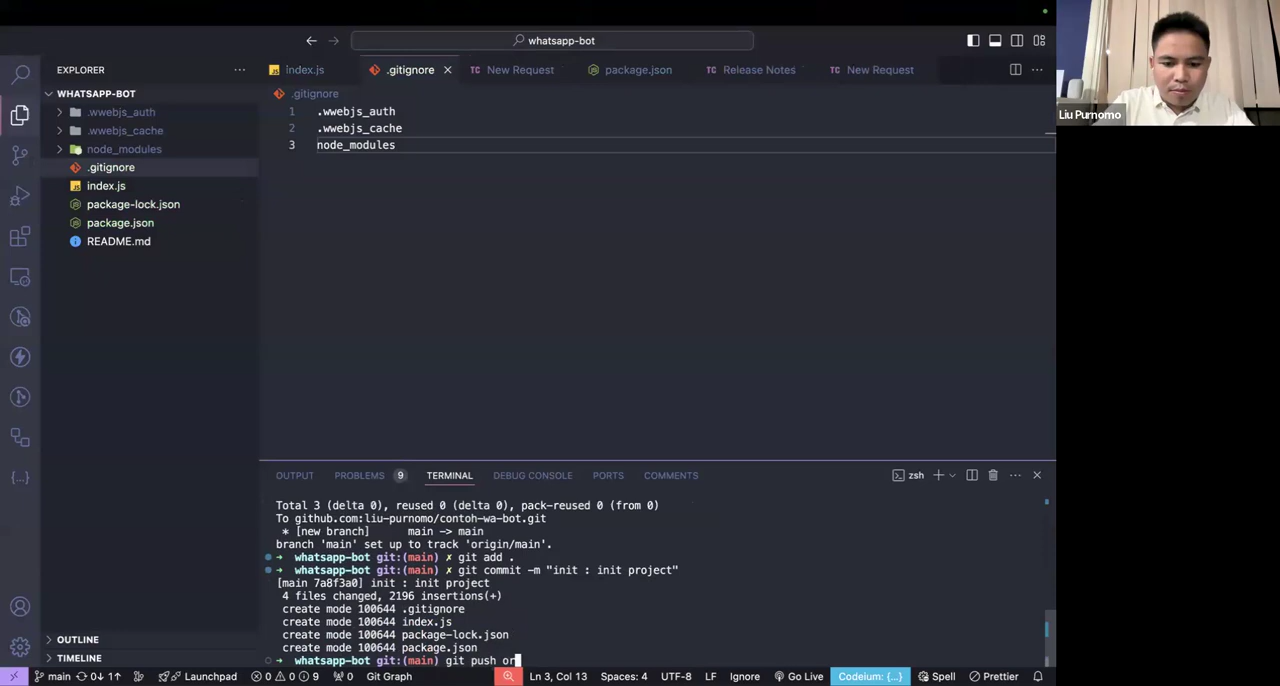 whatsapp-bot
Liu Purnomo
EXPLORER
index.js
.gitignore
New Request
package.json
Release Notes
New Request
WHATSAPP-BOT
.wwebjs_auth
.wwebjs_cache
node_modules
.gitignore
index.js
package-lock.json
package.json
README.md
OUTLINE
TIMELINE
.gitignore
1 .wwebjs_auth
2 .wwebjs_cache
3 node_modules
OUTPUT PROBLEMS 9 TERMINAL DEBUG CONSOLE PORTS COMMENTS
zsh
Total 3 (delta 0), reused 0 (delta 0), pack-reused 0 (from 0)
To github.com:liu-purnomo/contoh-wa-bot.git
* [new branch] main -> main
branch 'main' set up to track 'origin/main'.
➜ whatsapp-bot git:(main) ✗ git add .
➜ whatsapp-bot git:(main) ✗ git commit -m "init : init project"
[main 7a8f3a0] init : init project
4 files changed, 2196 insertions(+)
create mode 100644 .gitignore
create mode 100644 index.js
create mode 100644 package-lock.json
create mode 100644 package.json
➜ whatsapp-bot git:(main) git push or
main 0↓ 1↑ Launchpad 0 0 9 0 Git Graph Ln 3, Col 13 Spaces: 4 UTF-8 LF Ignore Go Live Codeium: {...} Spell Prettier